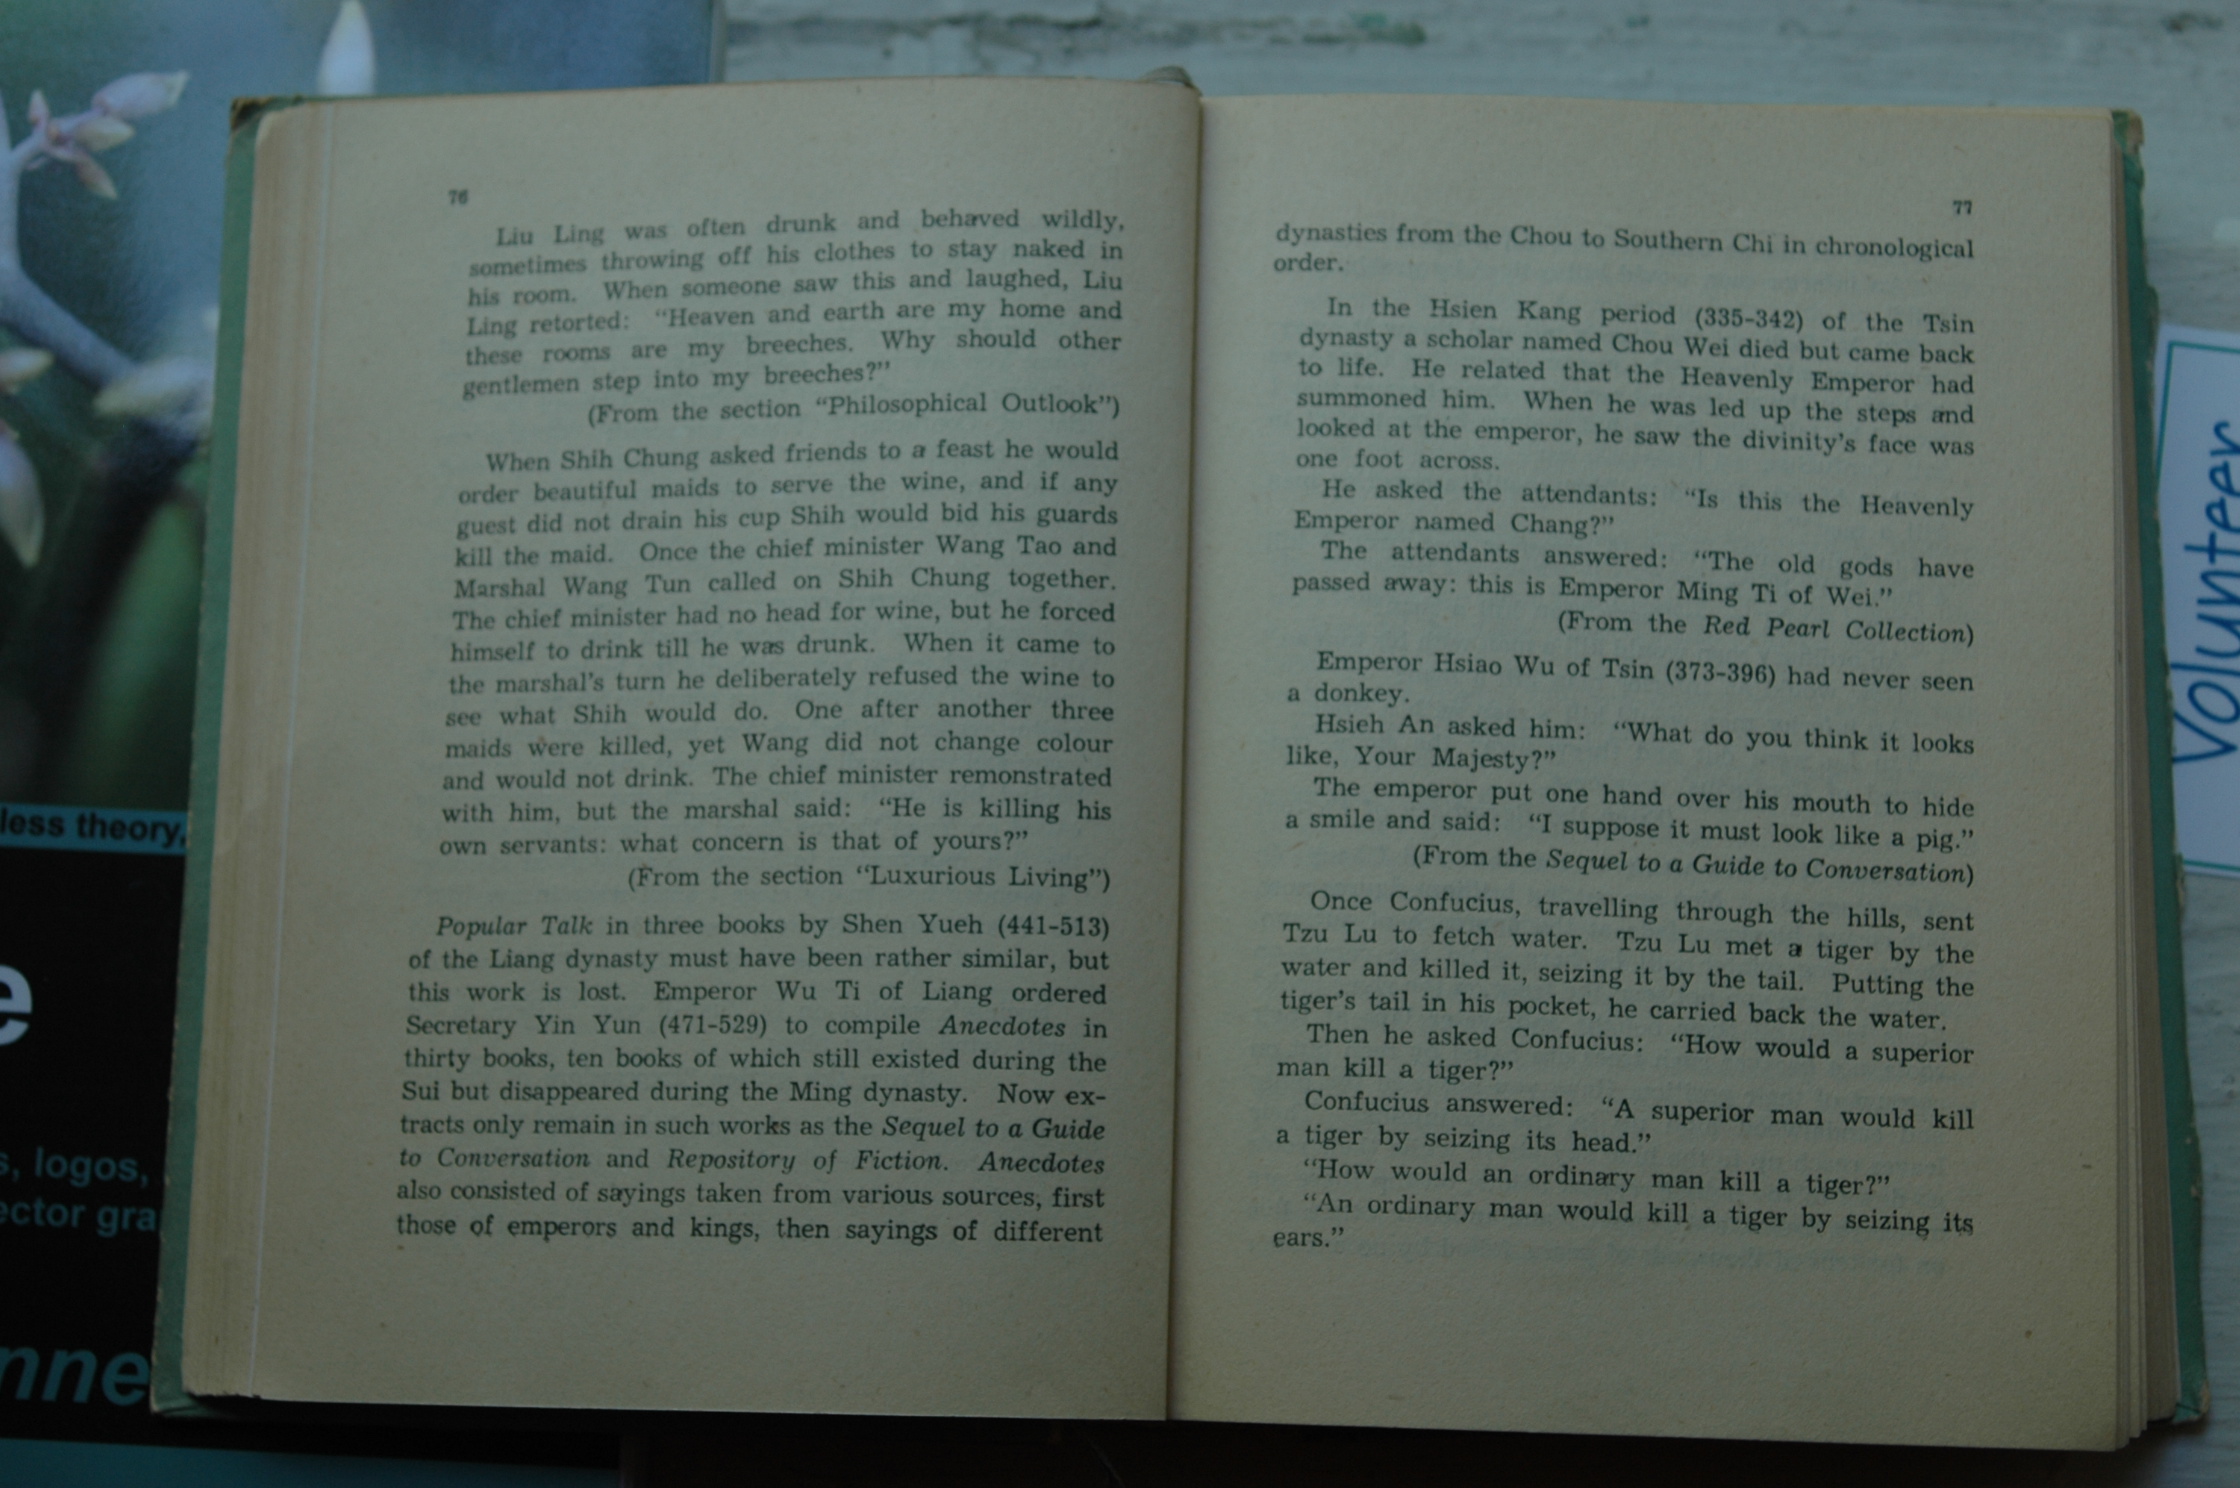 76
Liu Ling was often drunk and behaved wildly,
sometimes throwing off his clothes to stay naked in
his room. When someone saw this and laughed, Liu
Ling retorted: “Heaven and earth are my home and
these rooms are my breeches. Why should other
gentlemen step into my breeches?”
(From the section “Philosophical Outlook”)
When Shih Chung asked friends to a feast he would
order beautiful maids to serve the wine, and if any
guest did not drain his cup Shih would bid his guards
kill the maid. Once the chief minister Wang Tao and
Marshal Wang Tun called on Shih Chung together.
The chief minister had no head for wine, but he forced
himself to drink till he was drunk. When it came to
the marshal's turn he deliberately refused the wine to
see what Shih would do. One after another three
maids were killed, yet Wang did not change colour
and would not drink. The chief minister remonstrated
with him, but the marshal said: “He is killing his
own servants: what concern is that of yours?”
(From the section “Luxurious Living”)
Popular Talk in three books by Shen Yueh (441-513)
of the Liang dynasty must have been rather similar, but
this work is lost. Emperor Wu Ti of Liang ordered
Secretary Yin Yun (471-529) to compile Anecdotes in
thirty books, ten books of which still existed during the
Sui but disappeared during the Ming dynasty. Now ex-
tracts only remain in such works as the Sequel to a Guide
to Conversation and Repository of Fiction. Anecdotes
also consisted of sayings taken from various sources, first
those of emperors and kings, then sayings of different
77
dynasties from the Chou to Southern Chi in chronological
order.
In the Hsien Kang period (335-342) of the Tsin
dynasty a scholar named Chou Wei died but came back
to life. He related that the Heavenly Emperor had
summoned him. When he was led up the steps and
looked at the emperor, he saw the divinity's face was
one foot across.
He asked the attendants: “Is this the Heavenly
Emperor named Chang?”
The attendants answered: “The old gods have
passed away: this is Emperor Ming Ti of Wei.”
(From the Red Pearl Collection)
Emperor Hsiao Wu of Tsin (373-396) had never seen
a donkey.
Hsieh An asked him: “What do you think it looks
like, Your Majesty?”
The emperor put one hand over his mouth to hide
a smile and said: “I suppose it must look like a pig.”
(From the Sequel to a Guide to Conversation)
Once Confucius, travelling through the hills, sent
Tzu Lu to fetch water. Tzu Lu met a tiger by the
water and killed it, seizing it by the tail. Putting the
tiger's tail in his pocket, he carried back the water.
Then he asked Confucius: “How would a superior
man kill a tiger?”
Confucius answered: “A superior man would kill
a tiger by seizing its head.”
“How would an ordinary man kill a tiger?”
“An ordinary man would kill a tiger by seizing its
ears.”
Volunteer
less theory,
logos,
ector gra
nne